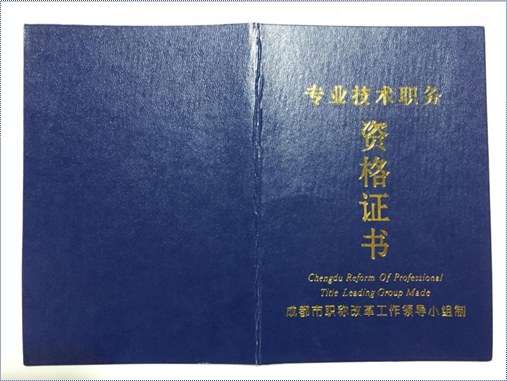 专业技术职务
资格证书
Chengdu Reform Of Professional
Title Leading Group Made
成都市职称改革工作领导小组制